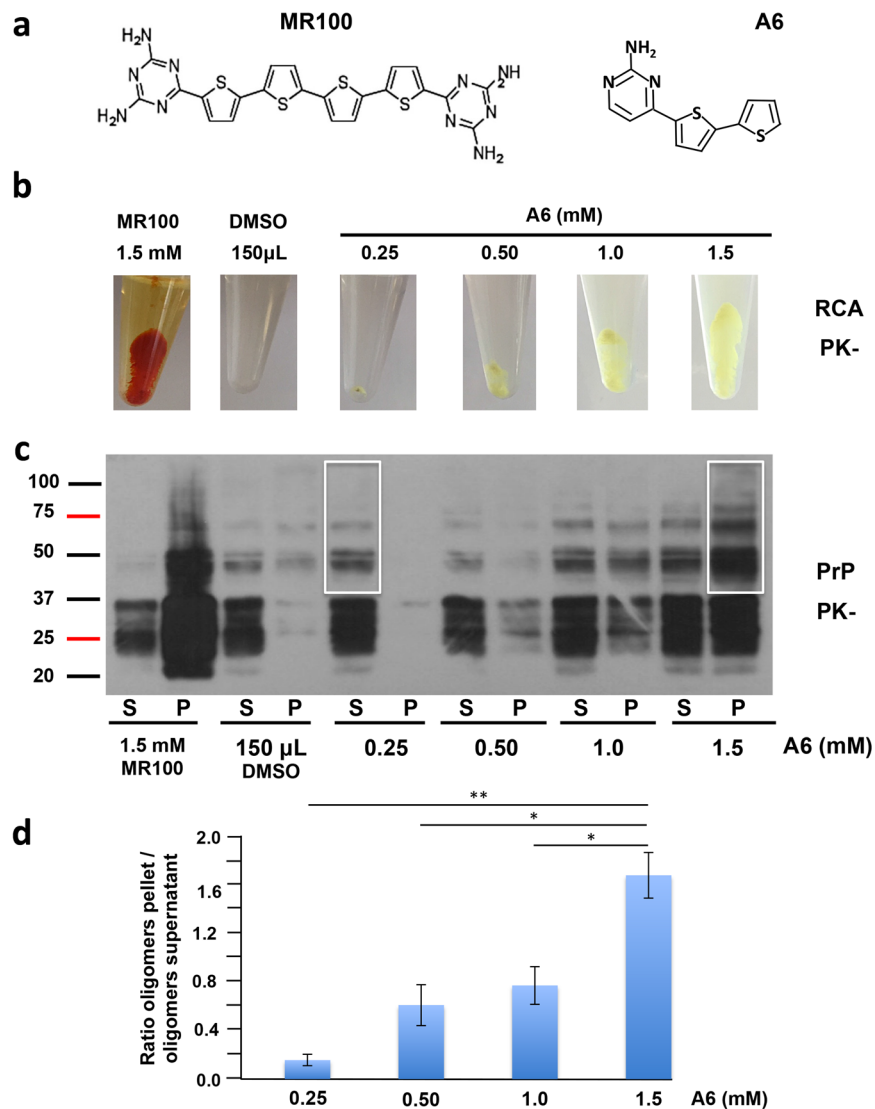 a
MR100
A6
H₂N
N
N
N
H₂N
S
S
S
S
N
N
N
NH
2
NH₂
NH₂
N
N
S
S
b
MR100
1.5 mM
DMSO
150µL
A6 (mM)
0.25
0.50
1.0
1.5
RCA
PK-
c
100
75
50
37
25
20
PrP
PK-
S P S P S P S P S P S P
1.5 mM
MR100
150 µL
DMSO
0.25
0.50
1.0
1.5
A6 (mM)
d
**
*
*
Ratio oligomers pellet /
oligomers supernatant
2.0
1.6
1.2
0.8
0.4
0.0
0.25
0.50
1.0
1.5
A6 (mM)